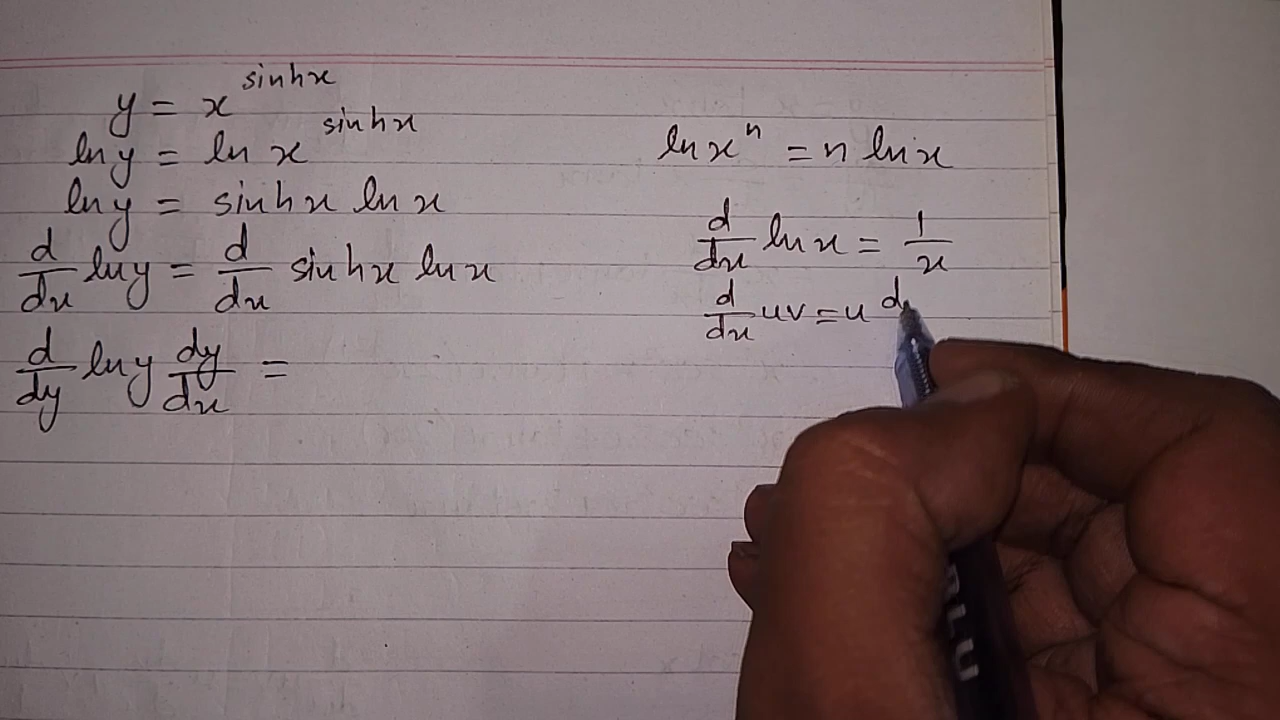 y = x^sinhx
ln y = ln x^sinhx
ln y = sinhx ln x
d/dx ln y = d/dx sinhx ln x
d/dy ln y dy/dx =
ln x^n = n ln x
d/dx ln x = 1/x
d/dx uv = u d
LU